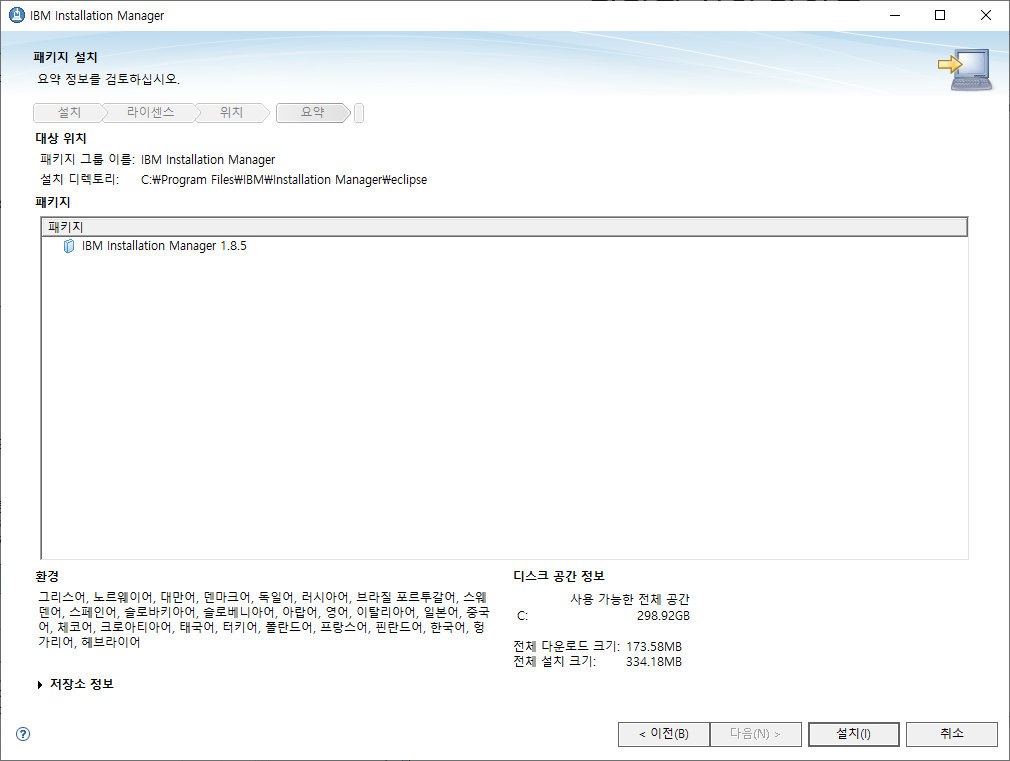 IBM Installation Manager
패키지 설치
요약 정보를 검토하십시오.
설치 라이센스 위치 요약
대상 위치
패키지 그룹 이름: IBM Installation Manager
설치 디렉토리: C:₩Program Files₩IBM₩Installation Manager₩eclipse
패키지
패키지
IBM Installation Manager 1.8.5
환경
그리스어, 노르웨이어, 대만어, 덴마크어, 독일어, 러시아어, 브라질 포르투갈어, 스웨
덴어, 스페인어, 슬로바키아어, 슬로베니아어, 아랍어, 영어, 이탈리아어, 일본어, 중국
어, 체코어, 크로아티아어, 태국어, 터키어, 폴란드어, 프랑스어, 핀란드어, 한국어, 헝
가리어, 헤브라이어
디스크 공간 정보
사용 가능한 전체 공간
C: 298.92GB
전체 다운로드 크기: 173.58MB
전체 설치 크기: 334.18MB
저장소 정보
? < 이전(B) 다음(N) > 설치(I) 취소